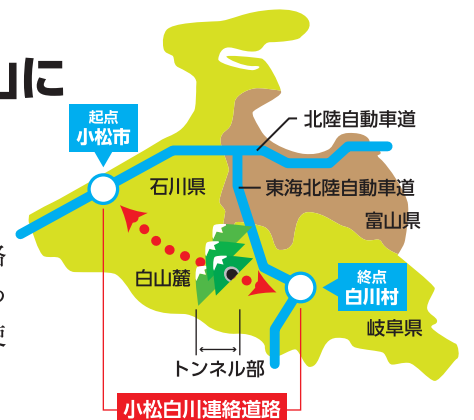 山に
起点
小松市
北陸自動車道
石川県
東海北陸自動車道
富山県
白山麓
終点
白川村
岐阜県
トンネル部
小松白川連絡道路